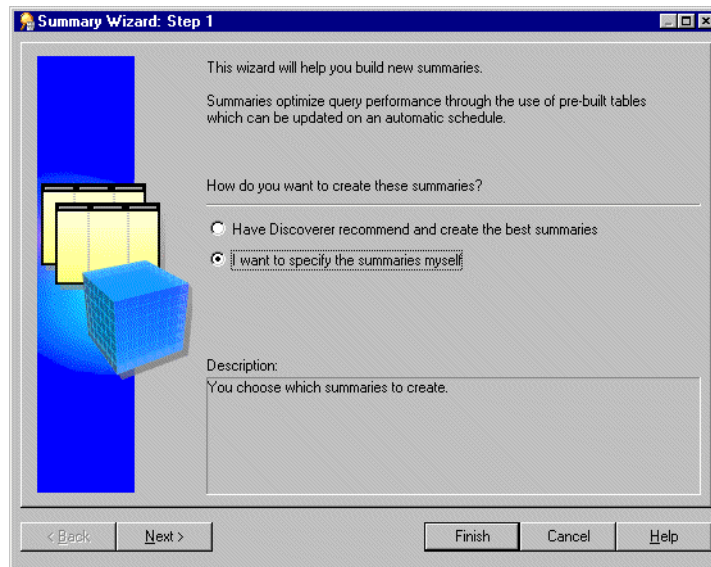 Summary Wizard: Step 1
This wizard will help you build new summaries.
Summaries optimize query performance through the use of pre-built tables
which can be updated on an automatic schedule.
How do you want to create these summaries?
Have Discoverer recommend and create the best summaries
I want to specify the summaries myself
Description:
You choose which summaries to create.
< Back
Next >
Finish
Cancel
Help